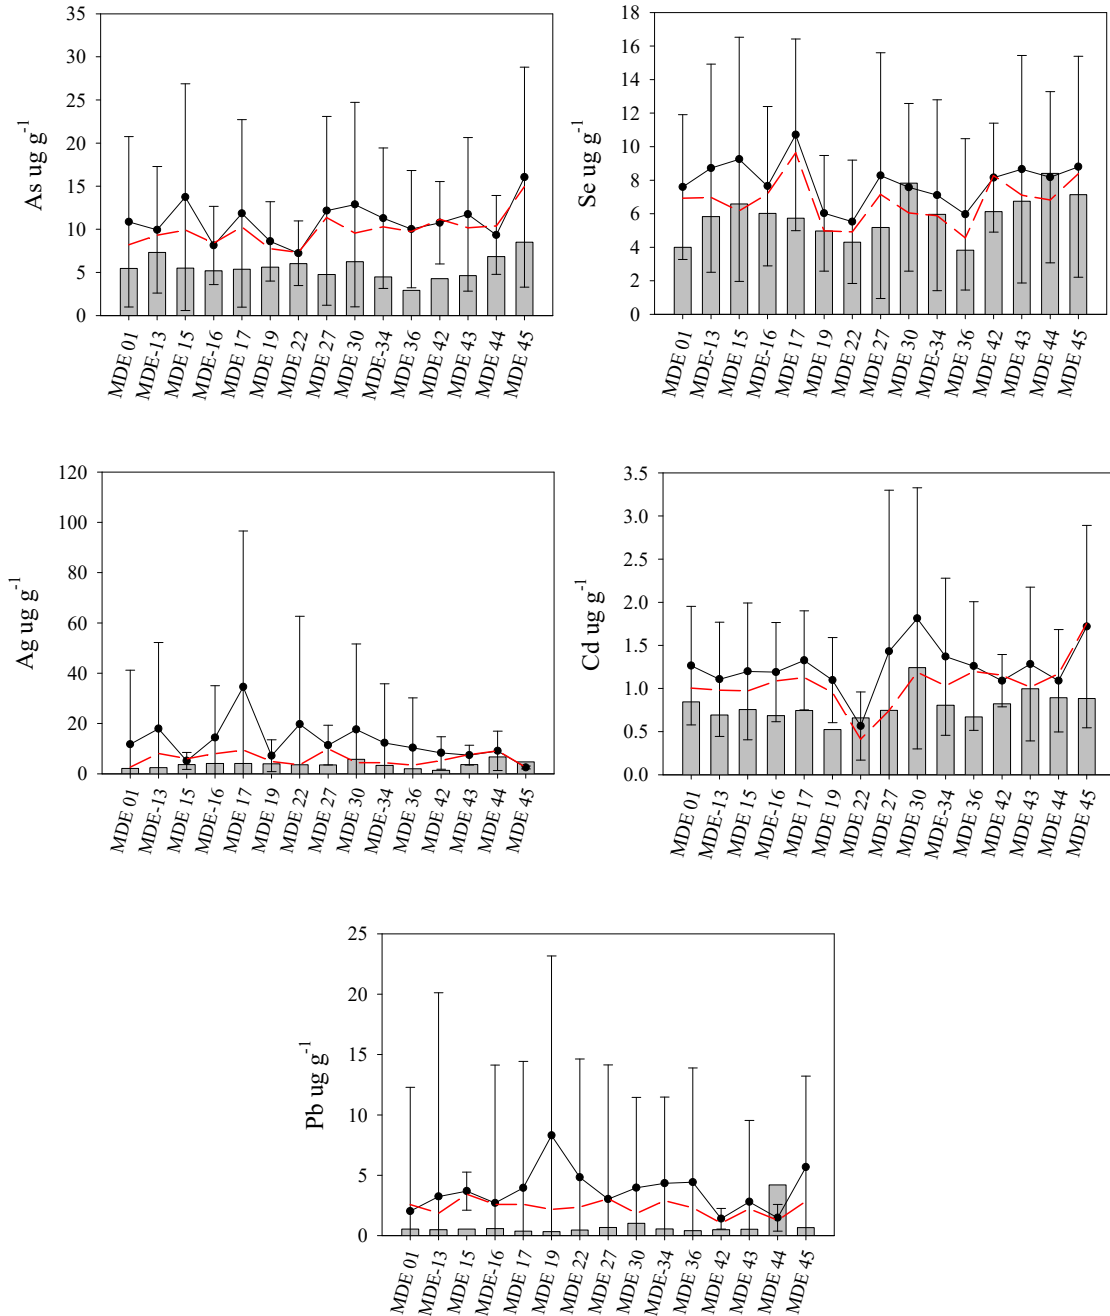 As ug g-1
35
30
25
20
15
10
5
0
MDE 01
MDE-13
MDE 15
MDE-16
MDE 17
MDE 19
MDE 22
MDE 27
MDE 30
MDE-34
MDE 36
MDE 42
MDE 43
MDE 44
MDE 45
Se ug g-1
18
16
14
12
10
8
6
4
2
0
MDE 01
MDE-13
MDE 15
MDE-16
MDE 17
MDE 19
MDE 22
MDE 27
MDE 30
MDE-34
MDE 36
MDE 42
MDE 43
MDE 44
MDE 45
Ag ug g-1
120
100
80
60
40
20
0
MDE 01
MDE-13
MDE 15
MDE-16
MDE 17
MDE 19
MDE 22
MDE 27
MDE 30
MDE-34
MDE 36
MDE 42
MDE 43
MDE 44
MDE 45
Cd ug g-1
3.5
3.0
2.5
2.0
1.5
1.0
0.5
0.0
MDE 01
MDE-13
MDE 15
MDE-16
MDE 17
MDE 19
MDE 22
MDE 27
MDE 30
MDE-34
MDE 36
MDE 42
MDE 43
MDE 44
MDE 45
Pb ug g-1
25
20
15
10
5
0
MDE 01
MDE-13
MDE 15
MDE-16
MDE 17
MDE 19
MDE 22
MDE 27
MDE 30
MDE-34
MDE 36
MDE 42
MDE 43
MDE 44
MDE 45